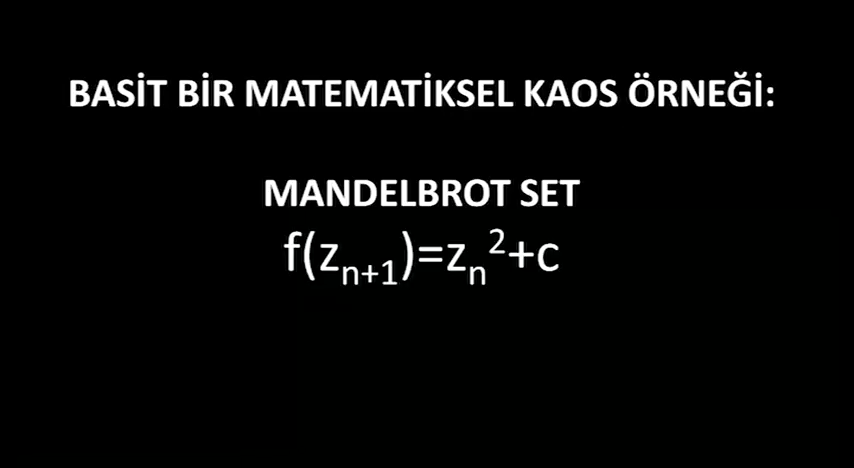 BASİT BİR MATEMATİKSEL KAOS ÖRNEĞİ:
MANDELBROT SET
f(zₙ₊₁)=zₙ²+c